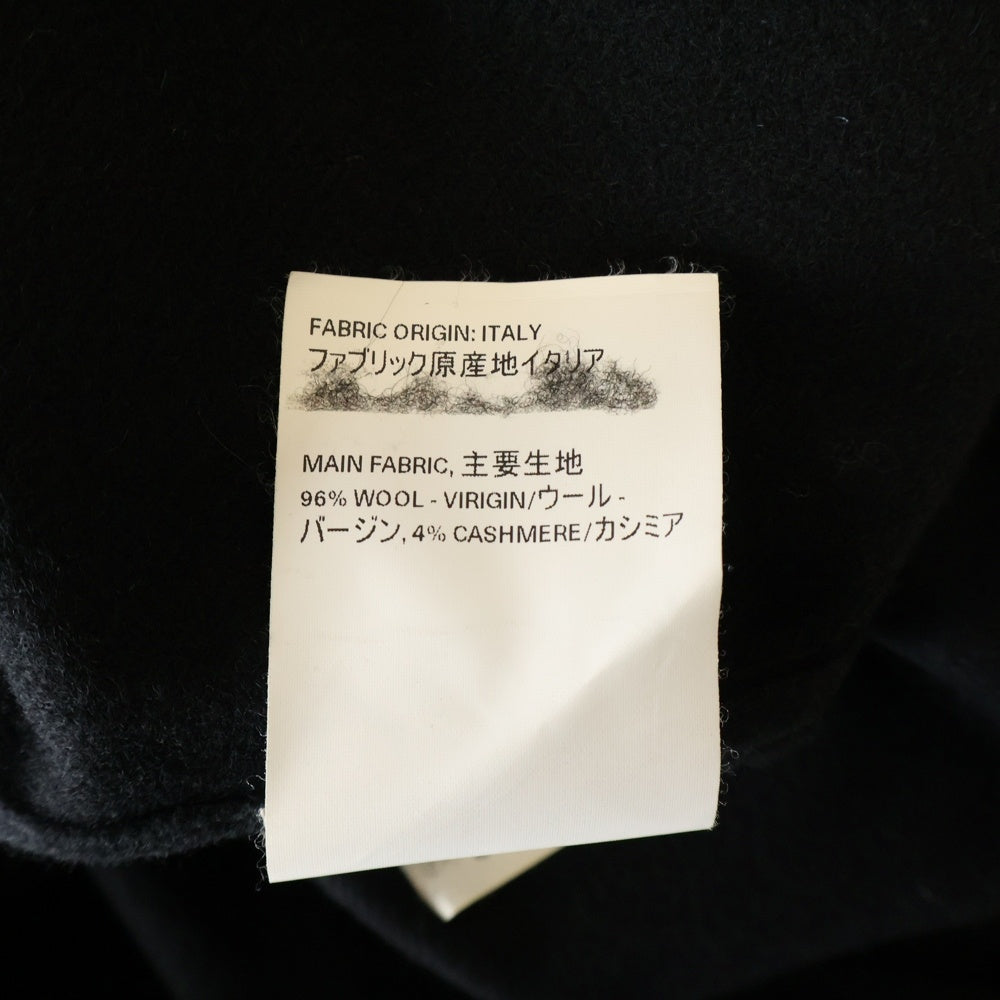 FABRIC ORIGIN: ITALY
ファブリック原産地イタリア
MAIN FABRIC, 主要生地
96% WOOL - VIRIGIN/ウール -
バージン, 4% CASHMERE/カシミア